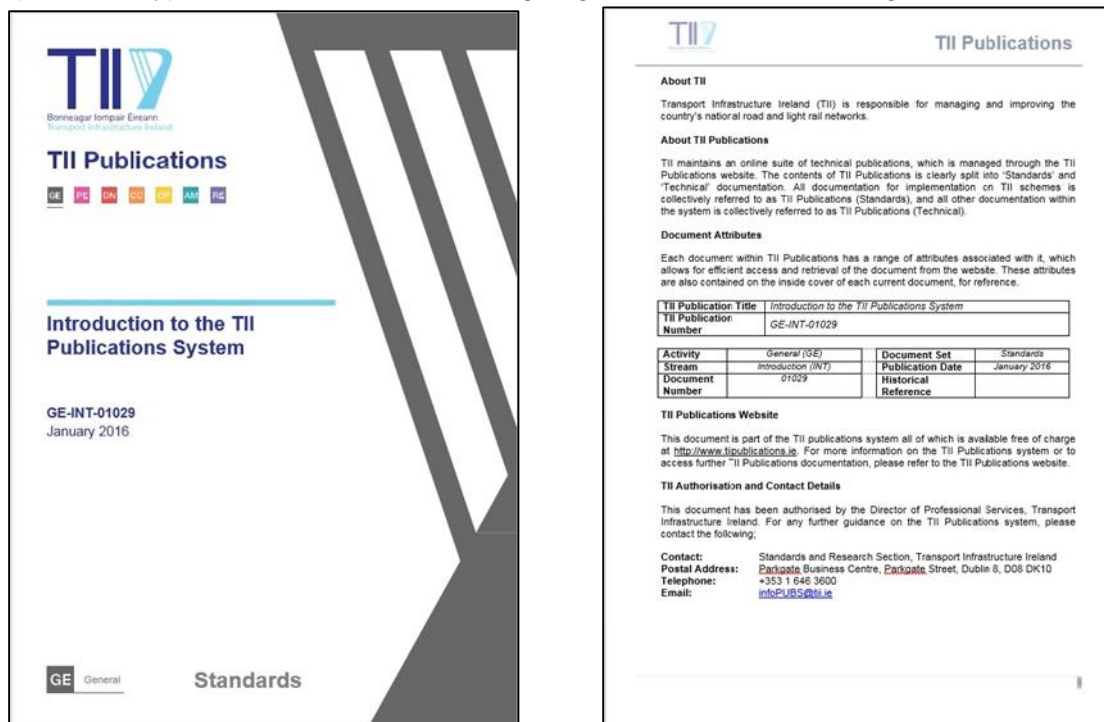 TII
Bonneagar Iompair Éireann
Transport Infrastructure Ireland
TII Publications
GE PE DN CC OP AM RE
Introduction to the TII
Publications System
GE-INT-01029
January 2016
GE General Standards
TII
TII Publications
About TII
Transport Infrastructure Ireland (TII) is responsible for managing and improving the
country's national road and light rail networks.
About TII Publications
TII maintains an online suite of technical publications, which is managed through the TII
Publications website. The contents of TII Publications is clearly split into 'Standards' and
'Technical' documentation. All documentation for implementation on TII schemes is
collectively referred to as TII Publications (Standards), and all other documentation within
the system is collectively referred to as TII Publications (Technical).
Document Attributes
Each document within TII Publications has a range of attributes associated with it, which
allows for efficient access and retrieval of the document from the website. These attributes
are also contained on the inside cover of each current document, for reference.
TII Publication Title Introduction to the TII Publications System
TII Publication
Number GE-INT-01029
Activity General (GE) Document Set Standards
Stream Introduction (INT) Publication Date January 2016
Document 01029 Historical
Number Reference
TII Publications Website
This document is part of the TII publications system all of which is available free of charge
at http://www.tiipublications.ie. For more information on the TII Publications system or to
access further TII Publications documentation, please refer to the TII Publications website.
TII Authorisation and Contact Details
This document has been authorised by the Director of Professional Services, Transport
Infrastructure Ireland. For any further guidance on the TII Publications system, please
contact the following;
Contact: Standards and Research Section, Transport Infrastructure Ireland
Postal Address: Parkgate Business Centre, Parkgate Street, Dublin 8, D08 DK10
Telephone: +353 1 646 3600
Email: infoPUBS@tii.ie